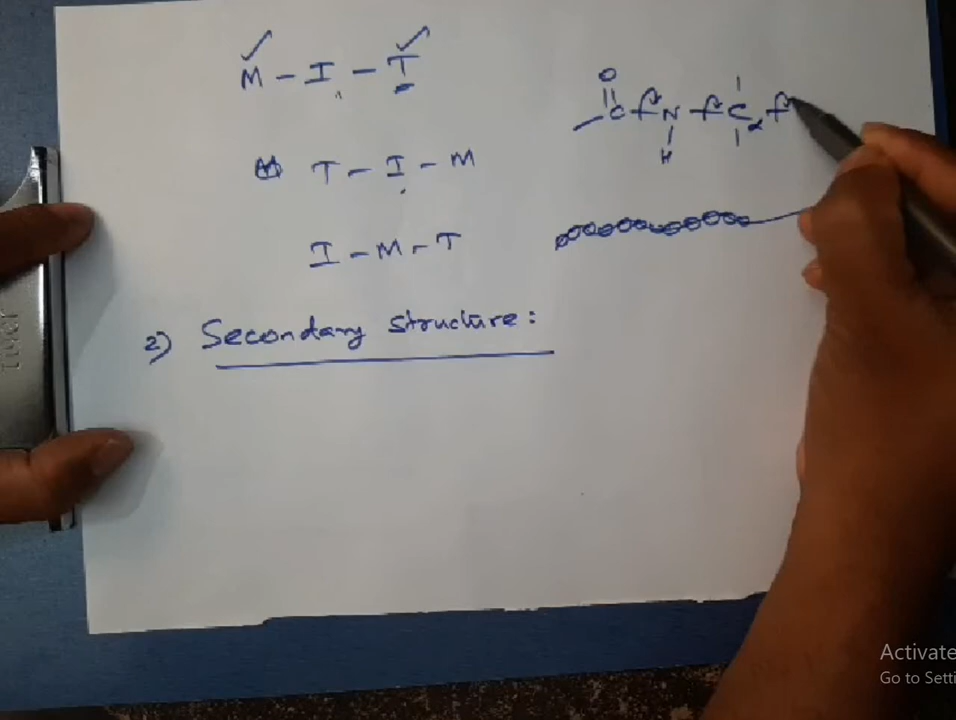 M - I - T
T - I - M
I - M - T
2) Secondary structure:
O
C N C α
H
Activate
Go to Setti